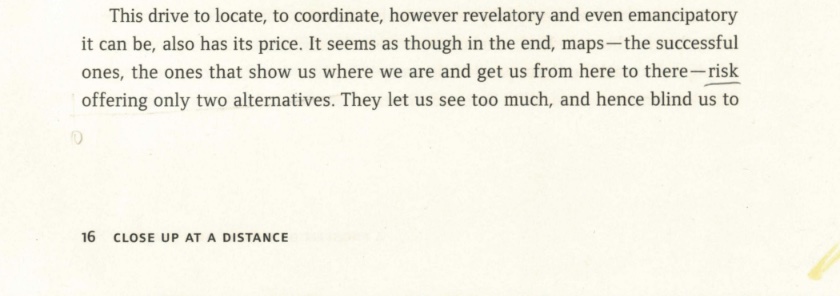 This drive to locate, to coordinate, however revelatory and even emancipatory
it can be, also has its price. It seems as though in the end, maps—the successful
ones, the ones that show us where we are and get us from here to there—risk
offering only two alternatives. They let us see too much, and hence blind us to
16 CLOSE UP AT A DISTANCE